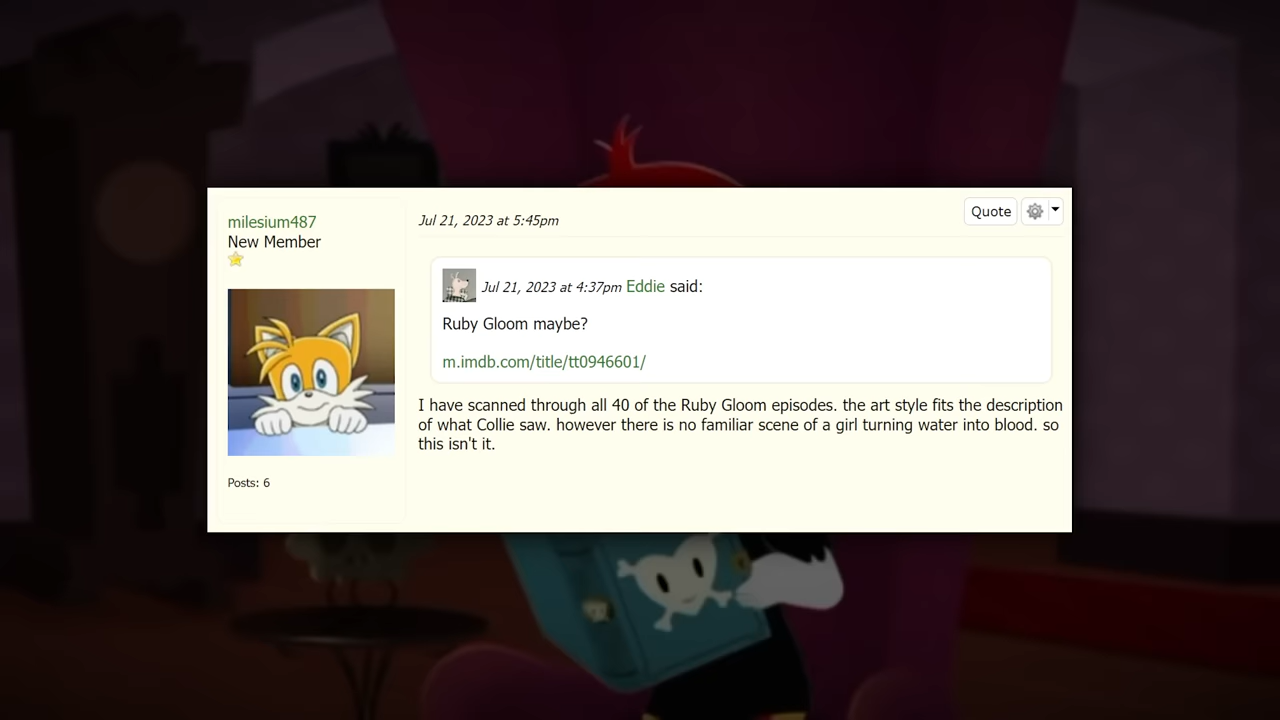 milesium487
New Member
Posts: 6
Jul 21, 2023 at 5:45pm
Quote
Jul 21, 2023 at 4:37pm Eddie said:
Ruby Gloom maybe?
m.imdb.com/title/tt0946601/
I have scanned through all 40 of the Ruby Gloom episodes. the art style fits the description
of what Collie saw. however there is no familiar scene of a girl turning water into blood. so
this isn't it.